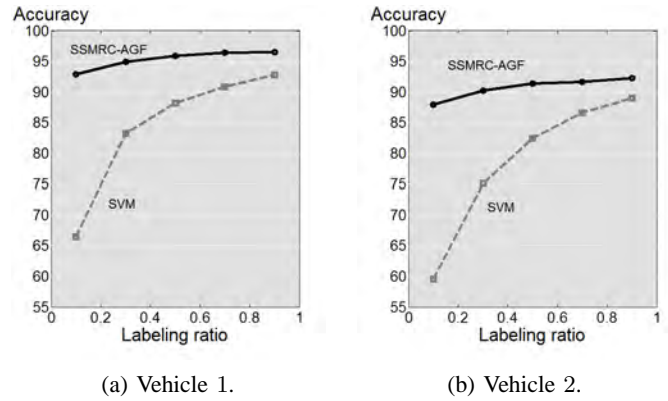 Accuracy
100
95
90
85
80
75
70
65
60
55
SSMRC-AGF
SVM
0 0.2 0.4 0.6 0.8 1
Labeling ratio
(a) Vehicle 1.
Accuracy
100
95
90
85
80
75
70
65
60
55
SSMRC-AGF
SVM
0 0.2 0.4 0.6 0.8 1
Labeling ratio
(b) Vehicle 2.